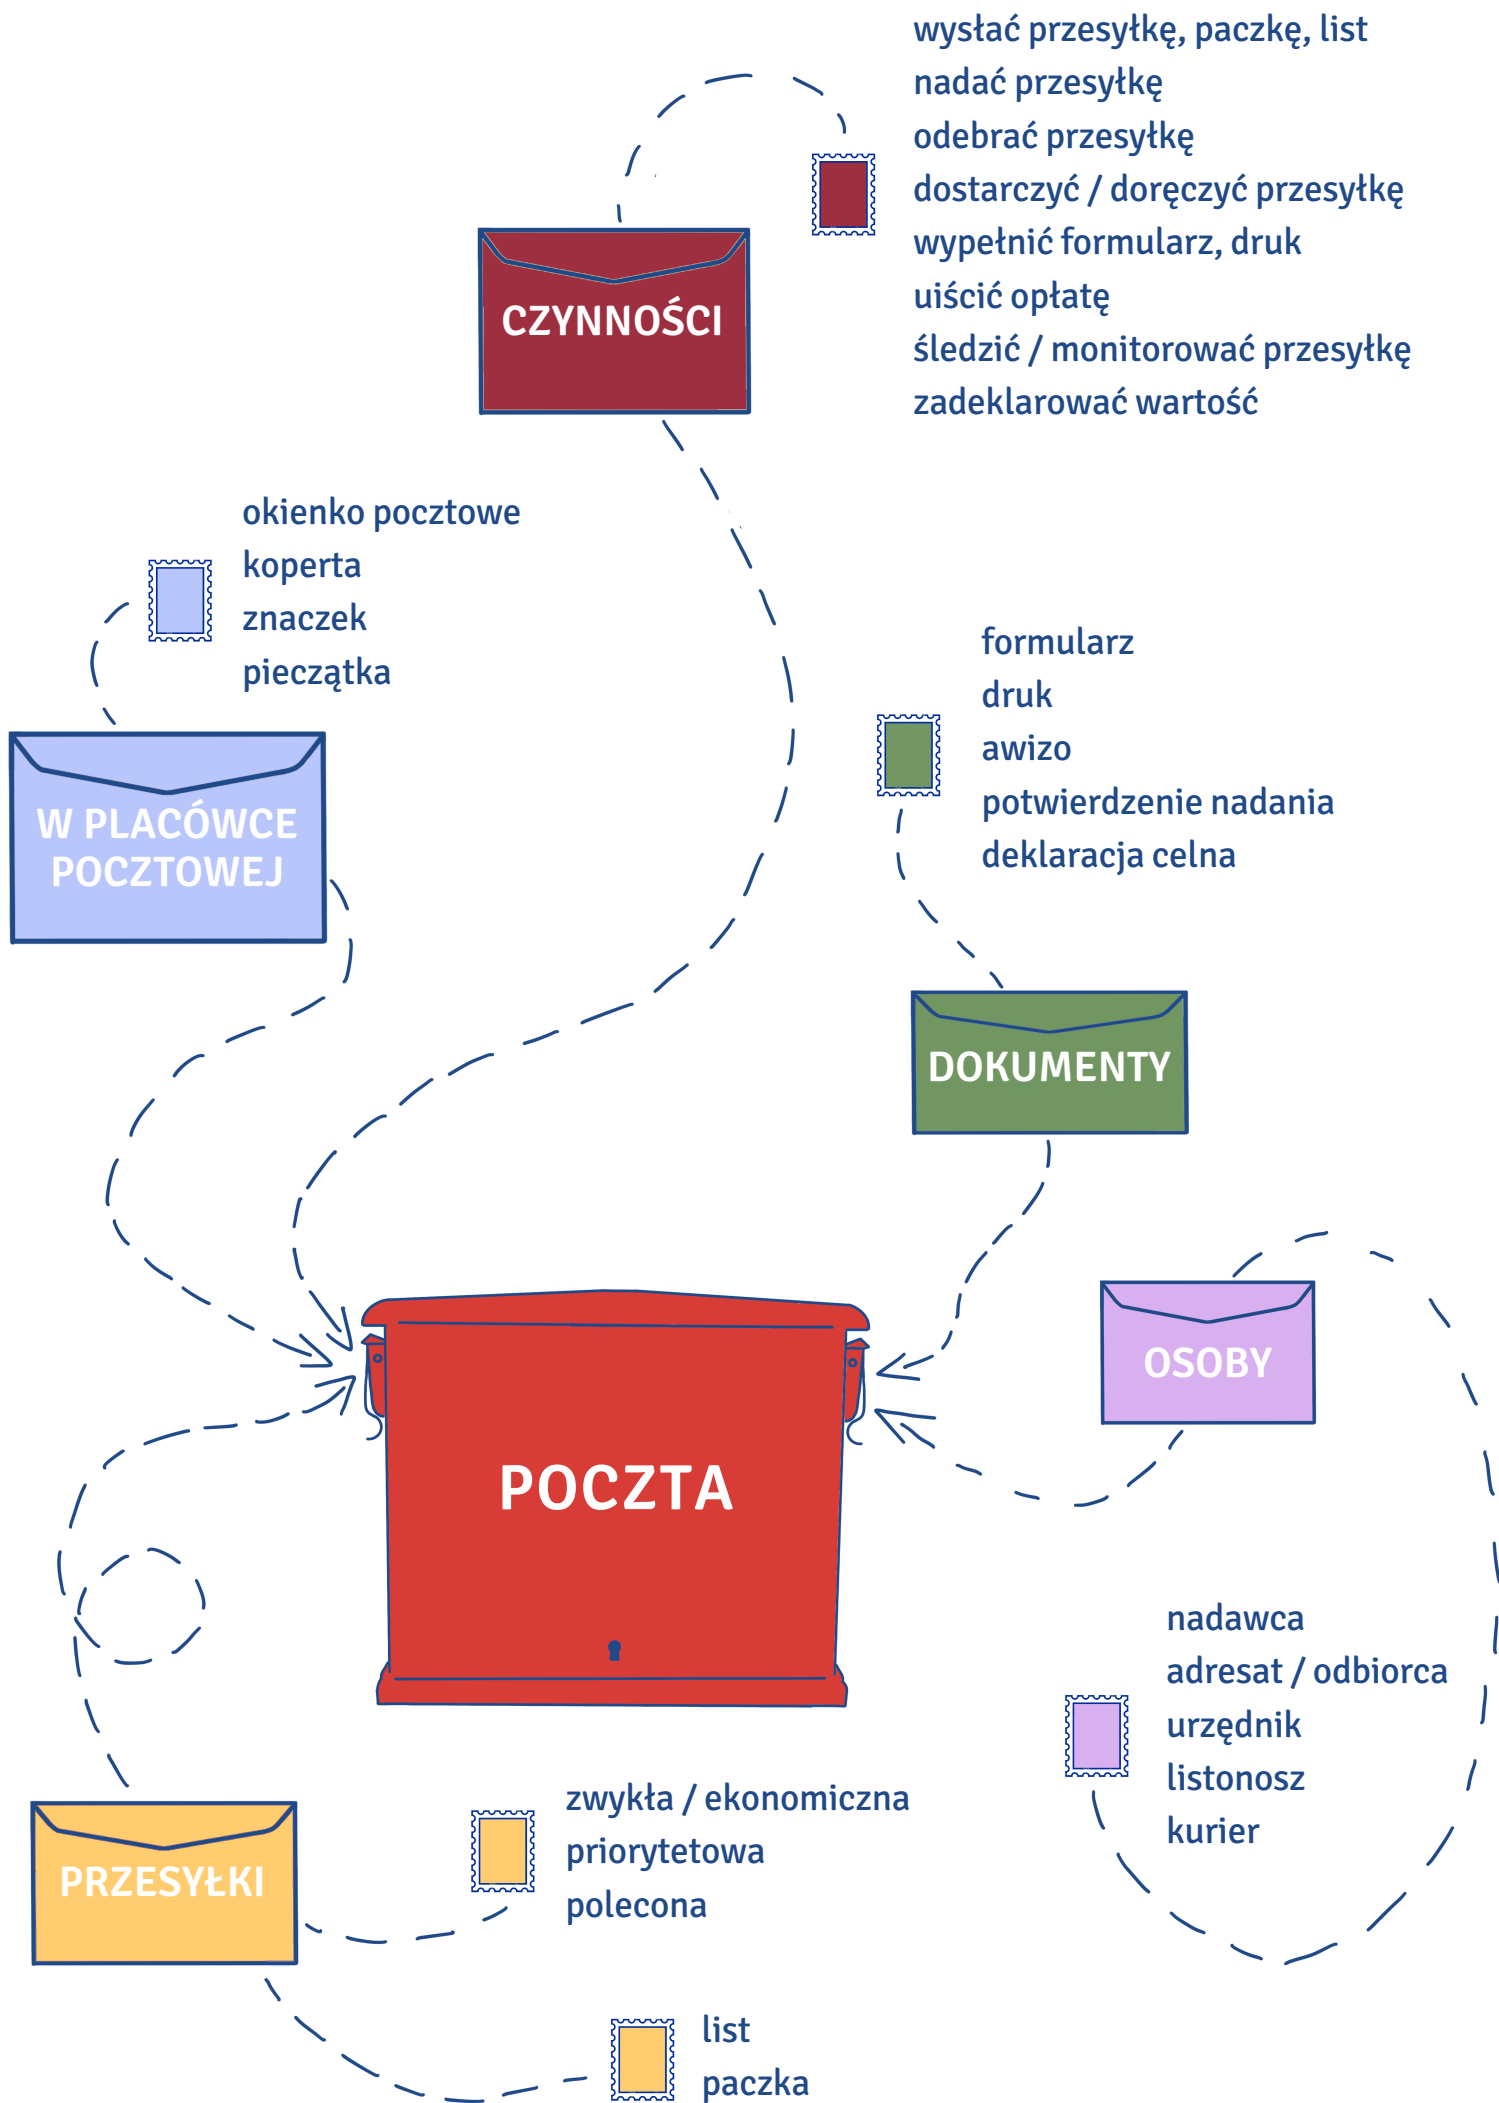 wysłać przesyłkę, paczkę, list
nadać przesyłkę
odebrać przesyłkę
dostarczyć / doręczyć przesyłkę
wypełnić formularz, druk
uiścić opłatę
śledzić / monitorować przesyłkę
zadeklarować wartość
CZYNNOŚCI
okienko pocztowe
koperta
znaczek
pieczątka
W PLACÓWCE
POCZTOWEJ
formularz
druk
awizo
potwierdzenie nadania
deklaracja celna
DOKUMENTY
OSOBY
POCZTA
nadawca
adresat / odbiorca
urzędnik
listonosz
kurier
PRZESYŁKI
zwykła / ekonomiczna
priorytetowa
polecona
list
paczka